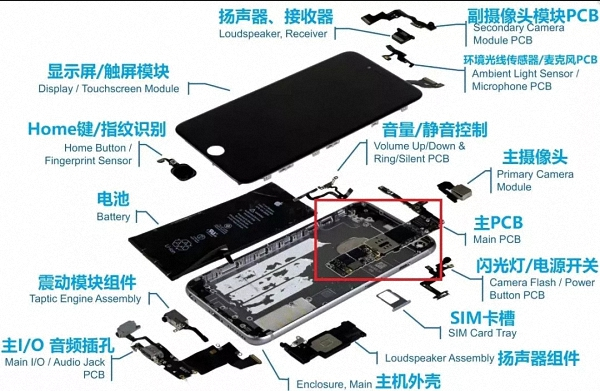 扬声器、接收器
Loudspeaker, Receiver
副摄像头模块PCB
Secondary Camera
Module PCB
显示屏/触屏模块
Display / Touchscreen Module
环境光线传感器/麦克风PCB
Ambient Light Sensor /
Microphone PCB
Home键/指纹识别
Home Button /
Fingerprint Sensor
音量/静音控制
Volume Up/Down &
Ring/Silent PCB
主摄像头
Primary Camera
Module
电池
Battery
主PCB
Main PCB
闪光灯/电源开关
Camera Flash / Power
Button PCB
震动模块组件
Taptic Engine Assembly
SIM卡槽
SIM Card Tray
主I/O 音频插孔
Main I/O / Audio Jack
PCB
Loudspeaker Assembly 扬声器组件
Enclosure, Main 主机外壳